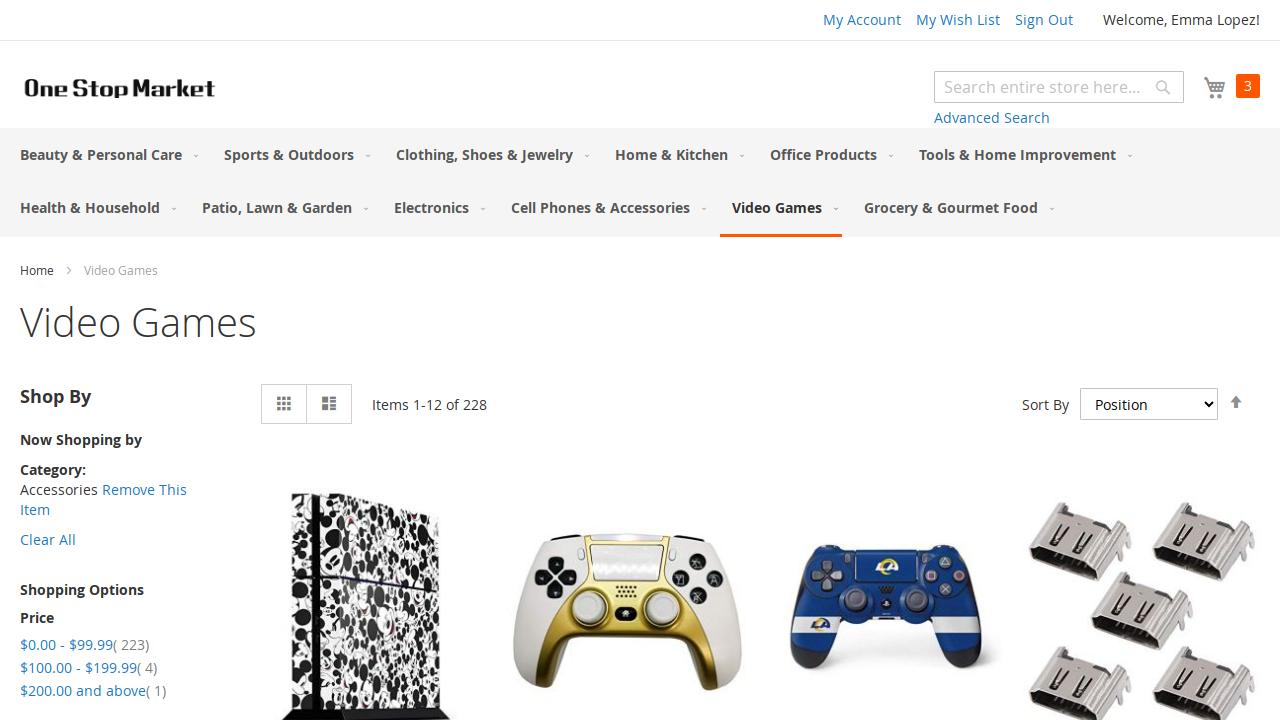 My Account My Wish List Sign Out Welcome, Emma Lopez!
One Stop Market
Search entire store here...
3
Advanced Search
Beauty & Personal Care Sports & Outdoors Clothing, Shoes & Jewelry Home & Kitchen Office Products Tools & Home Improvement
Health & Household Patio, Lawn & Garden Electronics Cell Phones & Accessories Video Games Grocery & Gourmet Food
Home Video Games
Video Games
Shop By
Items 1-12 of 228
Sort By Position
Now Shopping by
Category:
Accessories Remove This
Item
Clear All
Shopping Options
Price
$0.00 - $99.99( 223)
$100.00 - $199.99( 4)
$200.00 and above( 1)